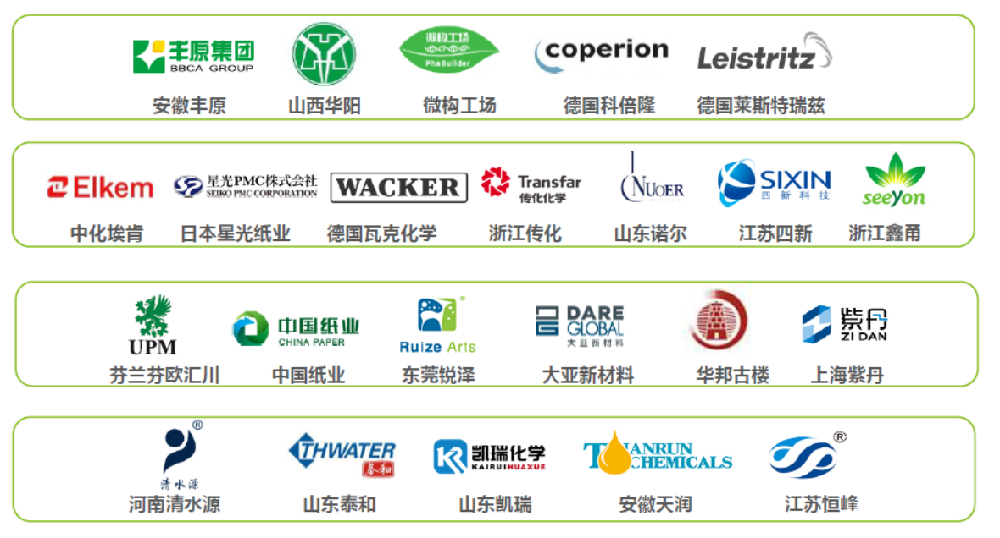 丰原集团
BBCA GROUP
微构工场
PhaBuilder
coperion
Leistritz
安徽丰原
山西华阳
微构工场
德国科倍隆
德国莱斯特瑞兹
Elkem
星光PMC株式会社
SEIKO PMC CORPORATION
WACKER
Transfar
传化化学
NUOER
SIXIN
四新科技
seeyon
中化埃肯
日本星光纸业
德国瓦克化学
浙江传化
山东诺尔
江苏四新
浙江鑫甬
UPM
中国纸业
CHINA PAPER
®
Ruize Arts
DARE
GLOBAL
大亚新材料
紫丹
ZI DAN
芬兰芬欧汇川
中国纸业
东莞锐泽
大亚新材料
华邦古楼
上海紫丹
®
清水源
THWATER
泰和
凯瑞化学
KAIRUIHUAXUE
TIANRUN
CHEMICALS
®
河南清水源
山东泰和
山东凯瑞
安徽天润
江苏恒峰